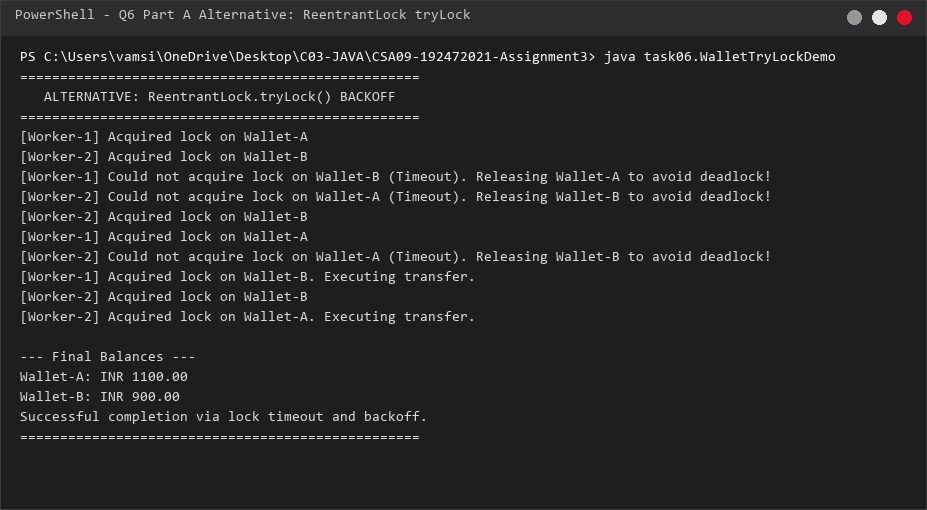 PowerShell - Q6 Part A Alternative: ReentrantLock tryLock
PS C:\Users\vamsi\OneDrive\Desktop\C03-JAVA\CSA09-192472021-Assignment3> java task06.WalletTryLockDemo
==================================================
   ALTERNATIVE: ReentrantLock.tryLock() BACKOFF
==================================================
[Worker-1] Acquired lock on Wallet-A
[Worker-2] Acquired lock on Wallet-B
[Worker-1] Could not acquire lock on Wallet-B (Timeout). Releasing Wallet-A to avoid deadlock!
[Worker-2] Could not acquire lock on Wallet-A (Timeout). Releasing Wallet-B to avoid deadlock!
[Worker-2] Acquired lock on Wallet-B
[Worker-1] Acquired lock on Wallet-A
[Worker-2] Could not acquire lock on Wallet-A (Timeout). Releasing Wallet-B to avoid deadlock!
[Worker-1] Acquired lock on Wallet-B. Executing transfer.
[Worker-2] Acquired lock on Wallet-B
[Worker-2] Acquired lock on Wallet-A. Executing transfer.
--- Final Balances ---
Wallet-A: INR 1100.00
Wallet-B: INR 900.00
Successful completion via lock timeout and backoff.
==================================================